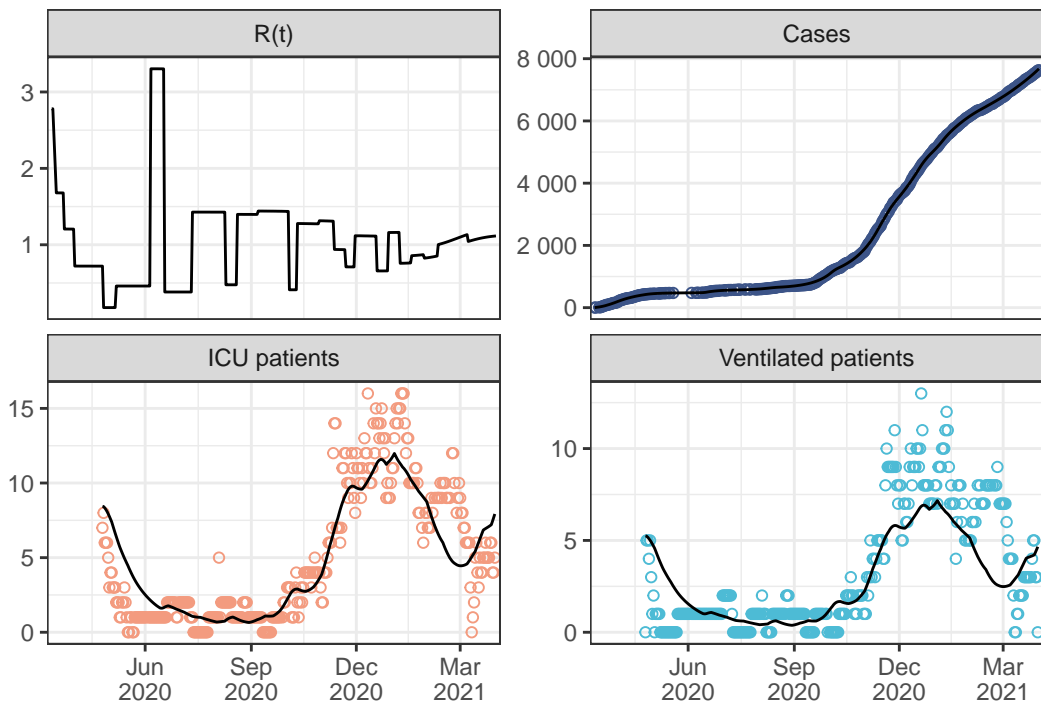 R(t)
Cases
3
2
1
8 000
6 000
4 000
2 000
0
ICU patients
Ventilated patients
15
10
5
0
10
5
0
Jun Sep Dec Mar
2020 2020 2020 2021
Jun Sep Dec Mar
2020 2020 2020 2021